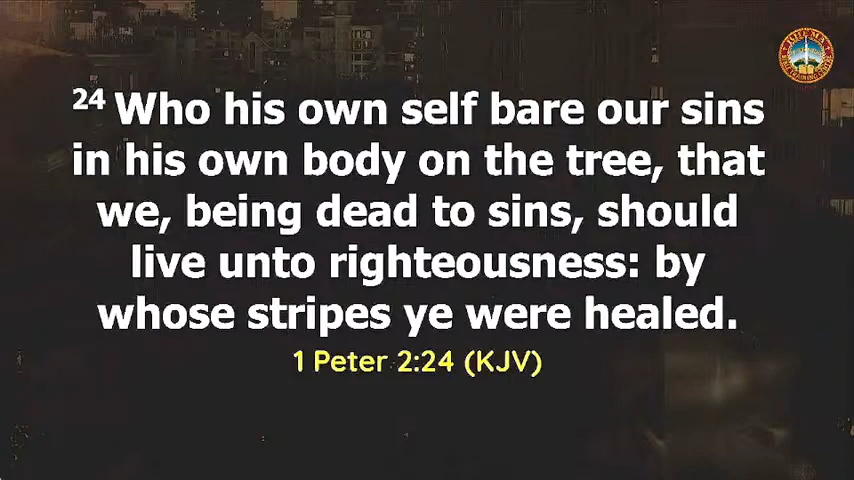 24 Who his own self bare our sins
in his own body on the tree, that
we, being dead to sins, should
live unto righteousness: by
whose stripes ye were healed.
1 Peter 2:24 (KJV)